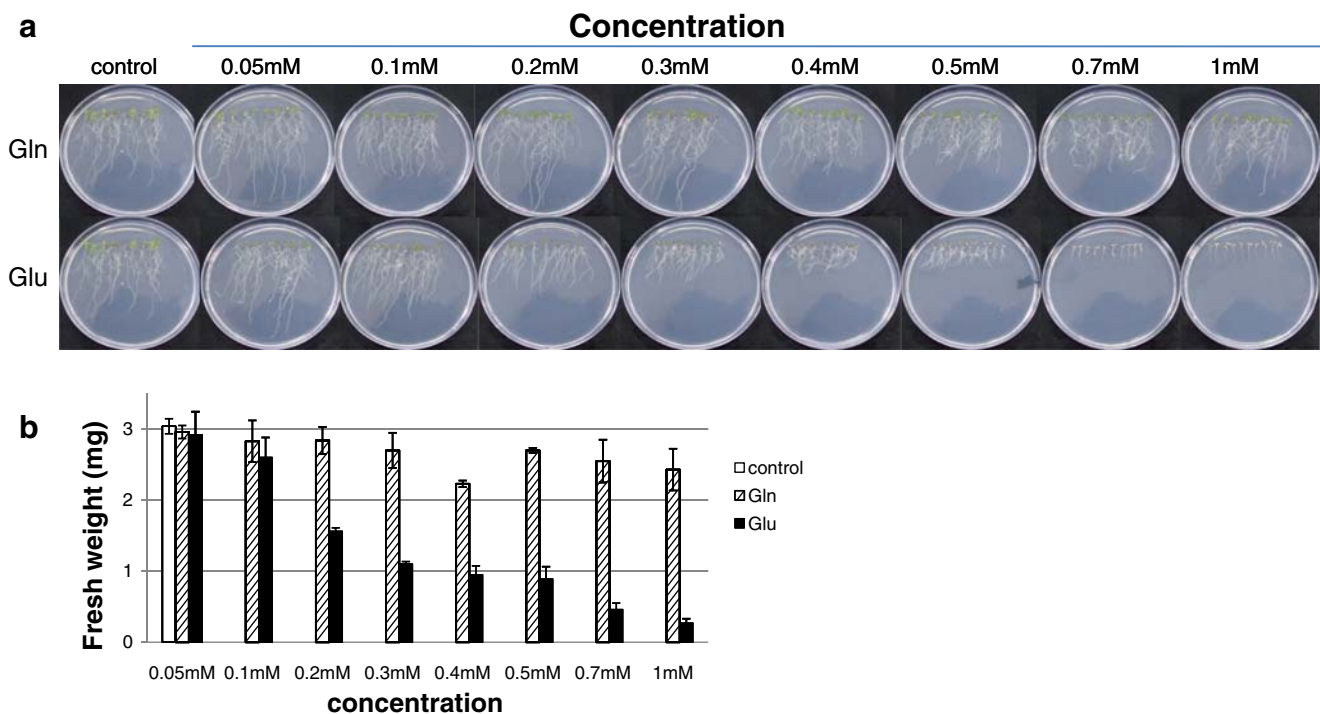 a
Concentration
control 0.05mM 0.1mM 0.2mM 0.3mM 0.4mM 0.5mM 0.7mM 1mM
Gln
Glu
b
Fresh weight (mg)
3
2
1
0
0.05mM 0.1mM 0.2mM 0.3mM 0.4mM 0.5mM 0.7mM 1mM
concentration
control
Gln
Glu